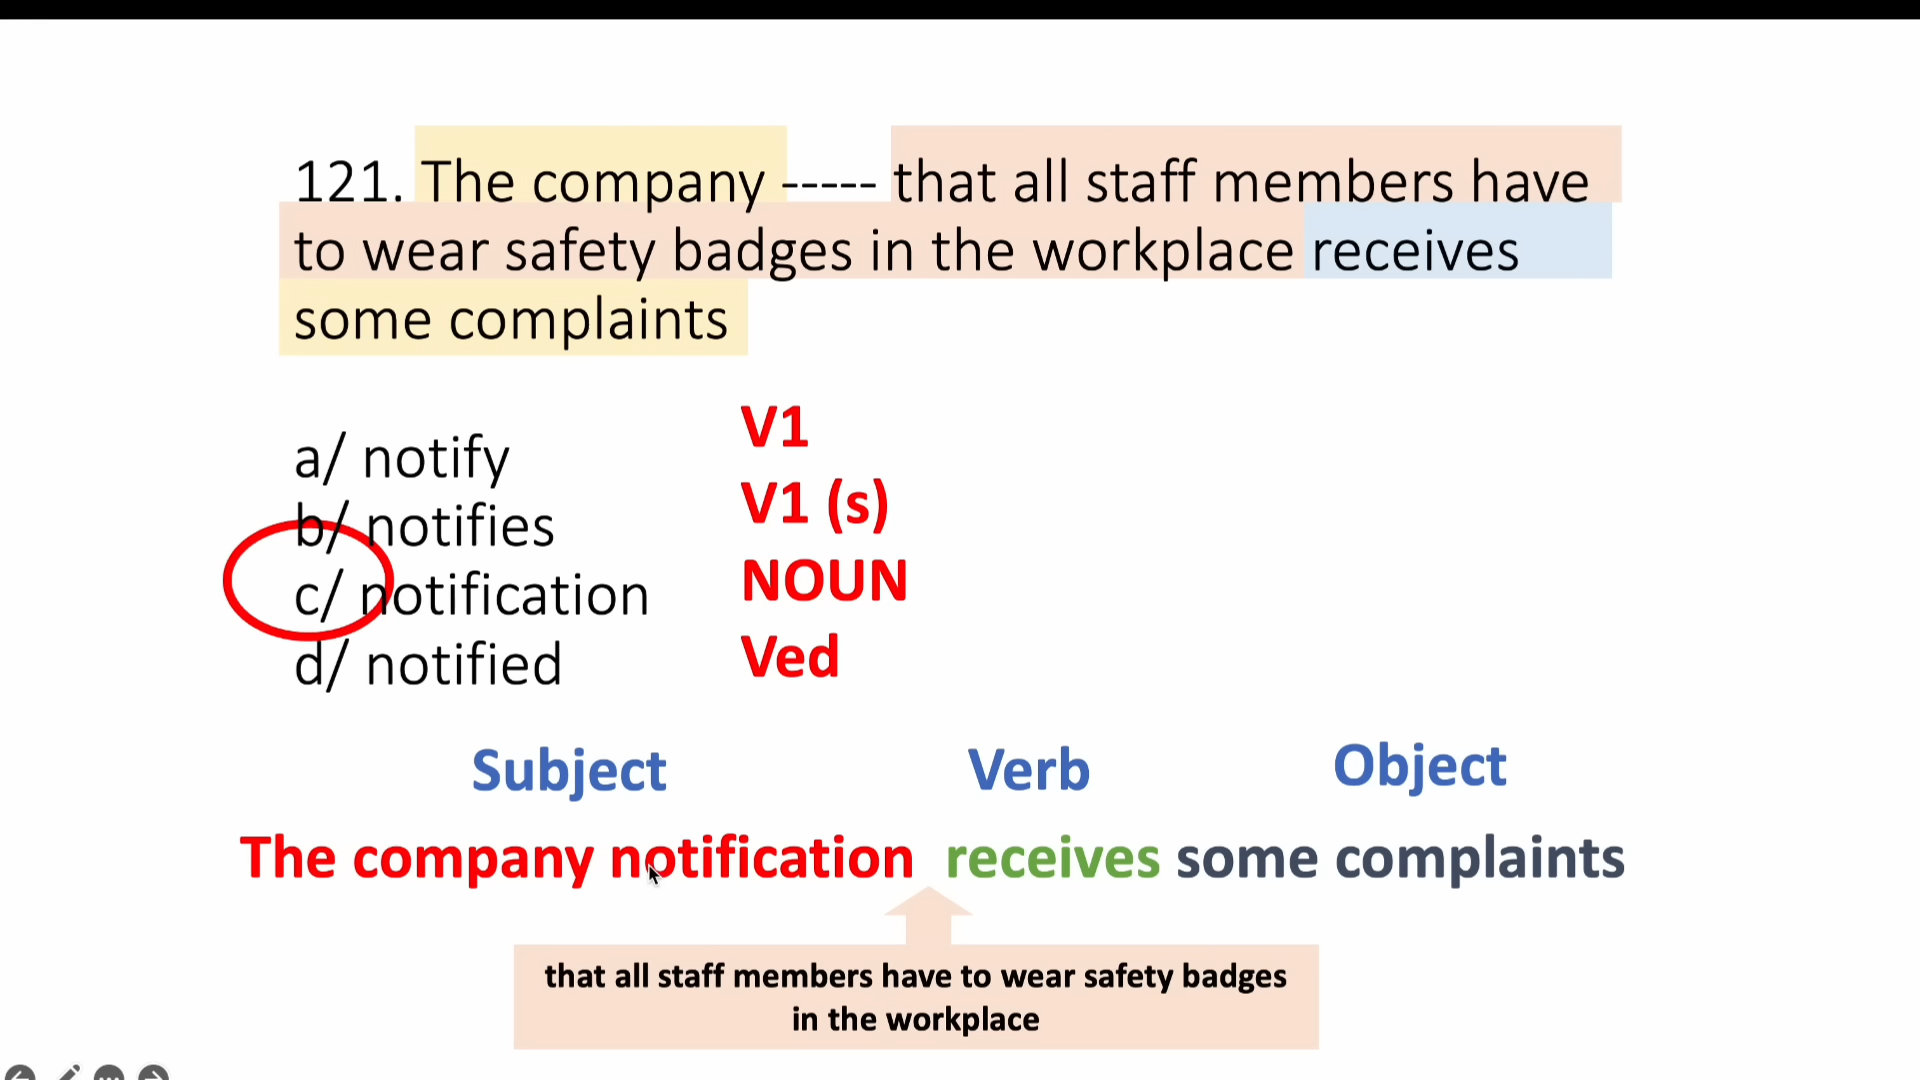 121. The company ----- that all staff members have
to wear safety badges in the workplace receives
some complaints
a/ notify
b/ notifies
c/ notification
d/ notified
V1
V1 (s)
NOUN
Ved
Subject Verb Object
The company notification receives some complaints
that all staff members have to wear safety badges
in the workplace